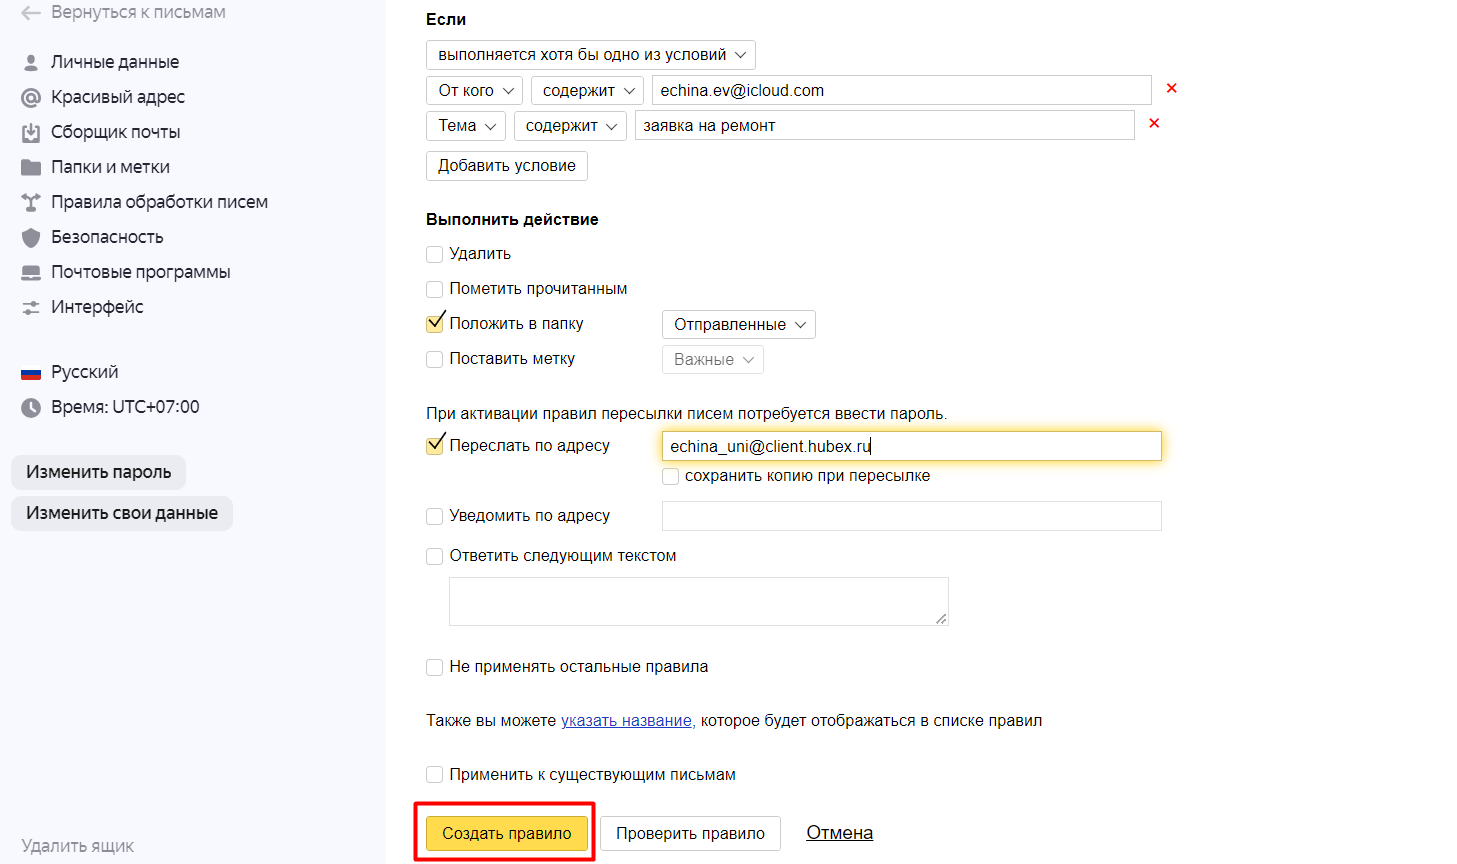 Вернуться к письмам
Личные данные
Красивый адрес
Сборщик почты
Папки и метки
Правила обработки писем
Безопасность
Почтовые программы
Интерфейс
Русский
Время: UTC+07:00
Изменить пароль
Изменить свои данные
Удалить ящик
Если
выполняется хотя бы одно из условий
От кого содержит echina.ev@icloud.com
Тема содержит заявка на ремонт
Добавить условие
Выполнить действие
Удалить
Пометить прочитанным
Положить в папку Отправленные
Поставить метку Важные
При активации правил пересылки писем потребуется ввести пароль.
Переслать по адресу echina_uni@client.hubex.ru
сохранить копию при пересылке
Уведомить по адресу
Ответить следующим текстом
Не применять остальные правила
Также вы можете указать название, которое будет отображаться в списке правил
Применить к существующим письмам
Создать правило Проверить правило Отмена